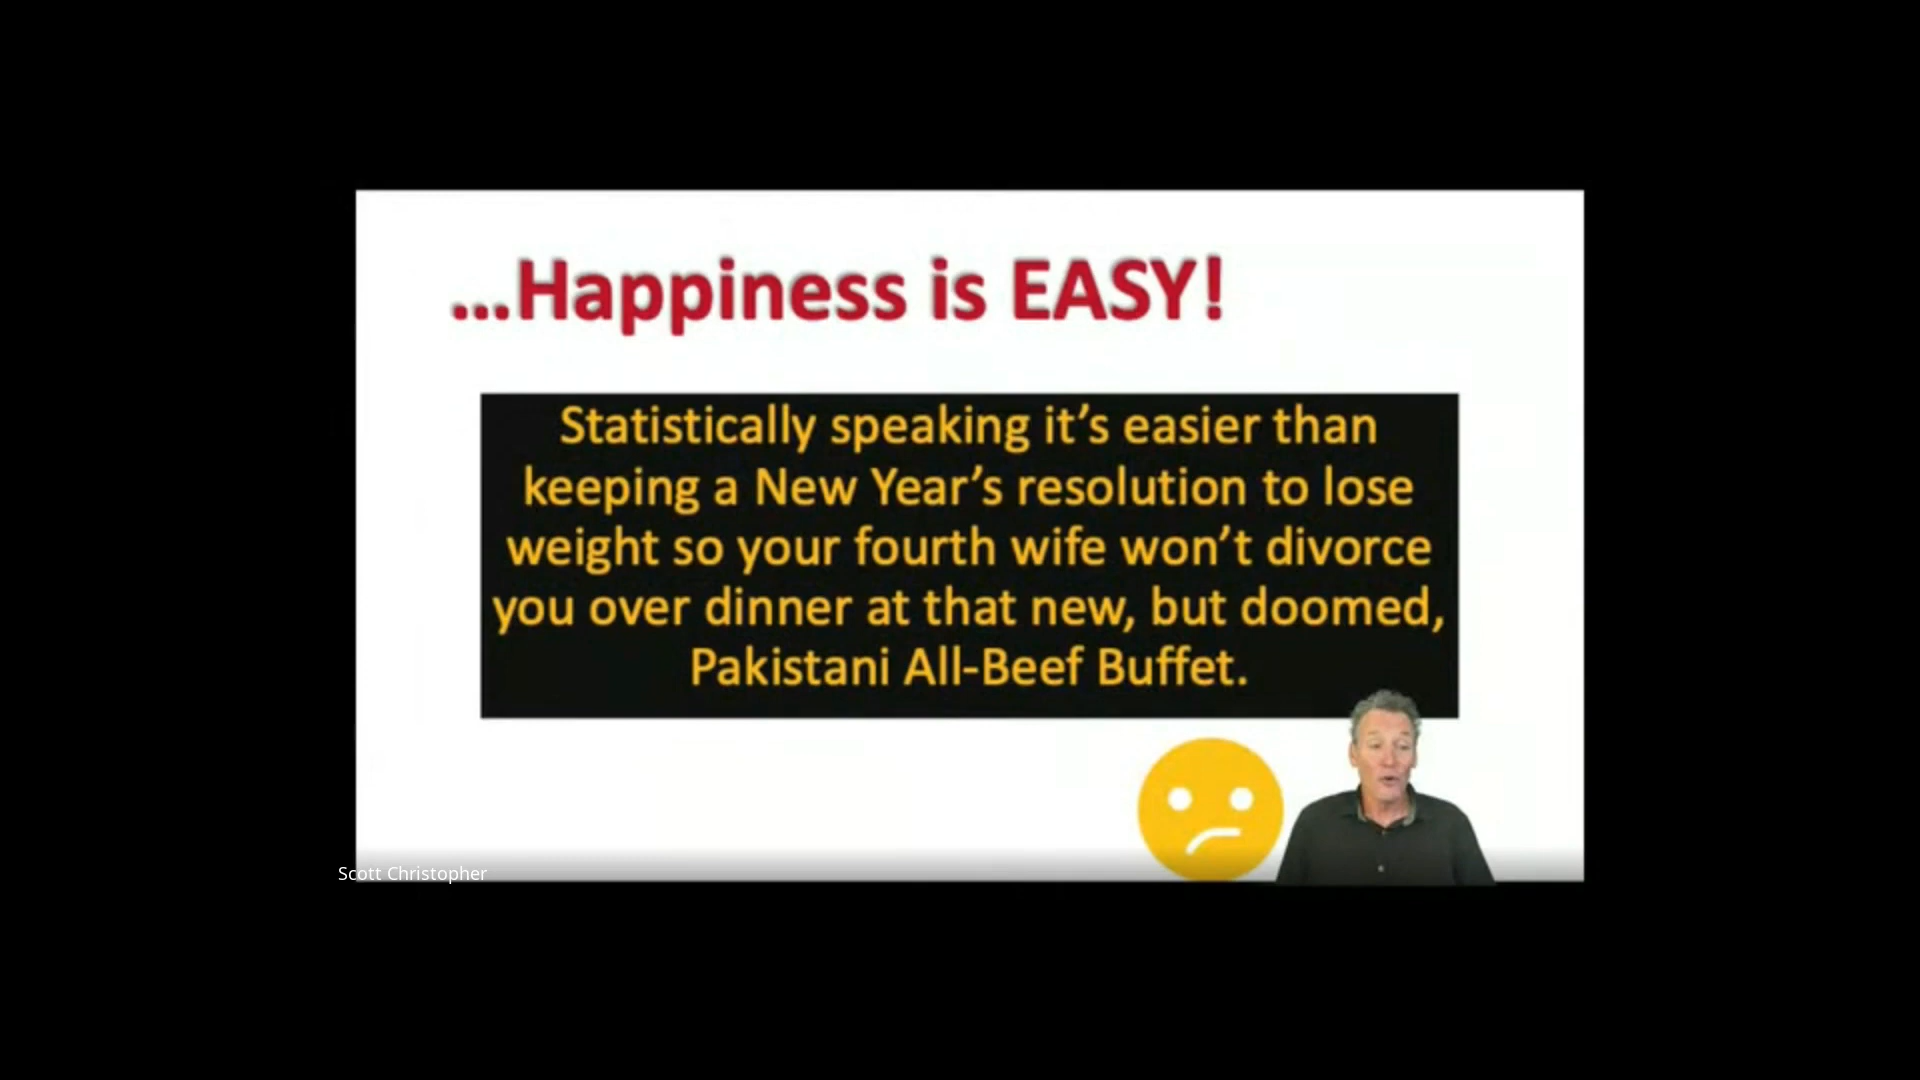 ...Happiness is EASY!
Statistically speaking it’s easier than
keeping a New Year’s resolution to lose
weight so your fourth wife won’t divorce
you over dinner at that new, but doomed,
Pakistani All-Beef Buffet.
Scott Christopher